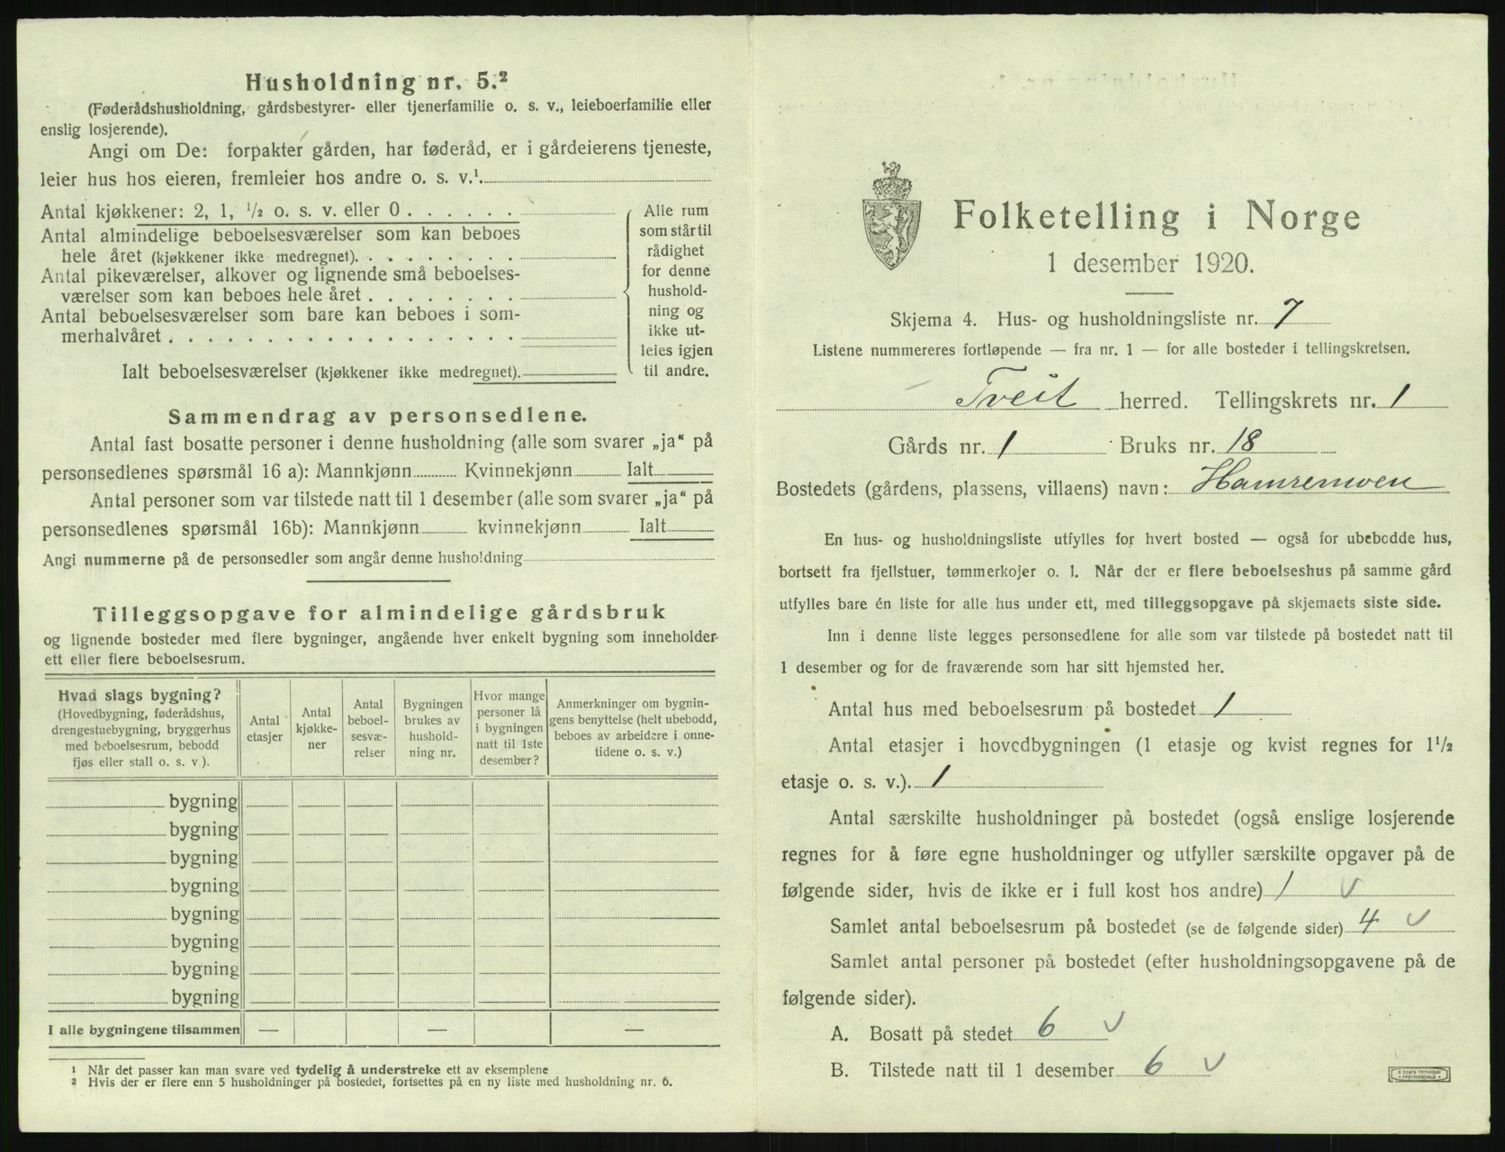 Husholdning nr. 5.²
(Føderådshusholdning, gårdsbestyrer- eller tjenerfamilie o. s. v., leieboerfamilie eller
enslig losjerende).
Angi om De: forpakter gården, har føderåd, er i gårdeierens tjeneste,
leier hus hos eieren, fremleier hos andre o. s. v.¹
Antal kjøkkener: 2, 1, ½ o. s. v. eller 0 . . . . . .
Antal almindelige beboelsesværelser som kan beboes
hele året (kjøkkener ikke medregnet). . . . . . . . .
Antal pikeværelser, alkover og lignende små beboelses-
værelser som kan beboes hele året . . . . . . . .
Antal beboelsesværelser som bare kan beboes i som-
merhalvåret . . . . . . . . . . . . . . . . . .
Ialt beboelsesværelser (kjøkkener ikke medregnet).
Alle rum
som står til
rådighet
for denne
hushold-
ning og
ikke ut-
leies igjen
til andre.
Sammendrag av personsedlene.
Antal fast bosatte personer i denne husholdning (alle som svarer „ja“ på
personsedlenes spørsmål 16 a): Mannkjønn Kvinnekjønn Ialt
Antal personer som var tilstede natt til 1 desember (alle som svarer „ja“ på
personsedlenes spørsmål 16b): Mannkjønn kvinnekjønn Ialt
Angi nummerne på de personsedler som angår denne husholdning
Tilleggsopgave for almindelige gårdsbruk
og lignende bosteder med flere bygninger, angående hver enkelt bygning som inneholder
ett eller flere beboelsesrum.
Hvad slags bygning?
(Hovedbygning, føderådshus,
drengestuebygning, bryggerhus
med beboelsesrum, bebodd
fjøs eller stall o. s. v ).
Antal
etasjer
Antal
kjøkke-
ner
Antal
beboel-
sesvæ-
relser
Bygningen
brukes av
hushold-
ning nr.
Hvor mange
personer lå
i bygningen
natt til 1ste
desember?
Anmerkninger om bygnin-
gens benyttelse (helt ubebodd,
beboes av arbeidere i onne-
tidene o. s. v.)
bygning
bygning
bygning
bygning
bygning
bygning
bygning
bygning
I alle bygningene tilsammen — — —
¹ Når det passer kan man svare ved tydelig å understreke ett av eksemplene
² Hvis der er flere enn 5 husholdninger på bostedet, fortsettes på en ny liste med husholdning nr. 6.
Folketelling i Norge
1 desember 1920.
Skjema 4. Hus- og husholdningsliste nr. 7
Listene nummereres fortløpende — fra nr. 1 — for alle bosteder i tellingskretsen.
Tveit herred. Tellingskrets nr. 1
Gårds nr. 1 Bruks nr. 18
Bostedets (gårdens, plassens, villaens) navn: Hamremoen
En hus- og husholdningsliste utfylles for hvert bosted — også for ubebodde hus,
bortsett fra fjellstuer, tømmerkojer o. l. Når der er flere beboelseshus på samme gård
utfylles bare én liste for alle hus under ett, med tilleggsopgave på skjemaets siste side.
Inn i denne liste legges personsedlene for alle som var tilstede på bostedet natt til
1 desember og for de fraværende som har sitt hjemsted her.
Antal hus med beboelsesrum på bostedet 1
Antal etasjer i hovedbygningen (1 etasje og kvist regnes for 1½
etasje o. s. v.). 1
Antal særskilte husholdninger på bostedet (også enslige losjerende
regnes for å føre egne husholdninger og utfyller særskilte opgaver på de
følgende sider, hvis de ikke er i full kost hos andre) 1 v
Samlet antal beboelsesrum på bostedet (se de følgende sider) 4 v
Samlet antal personer på bostedet (efter husholdningsopgavene på de
følgende sider).
A. Bosatt på stedet 6 v
B. Tilstede natt til 1 desember 6 v